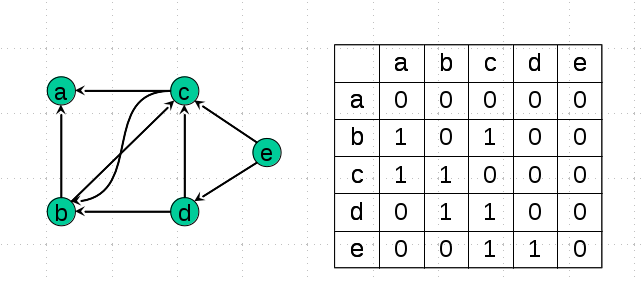 a c
e
b d
a b c d e
a 0 0 0 0 0
b 1 0 1 0 0
c 1 1 0 0 0
d 0 1 1 0 0
e 0 0 1 1 0